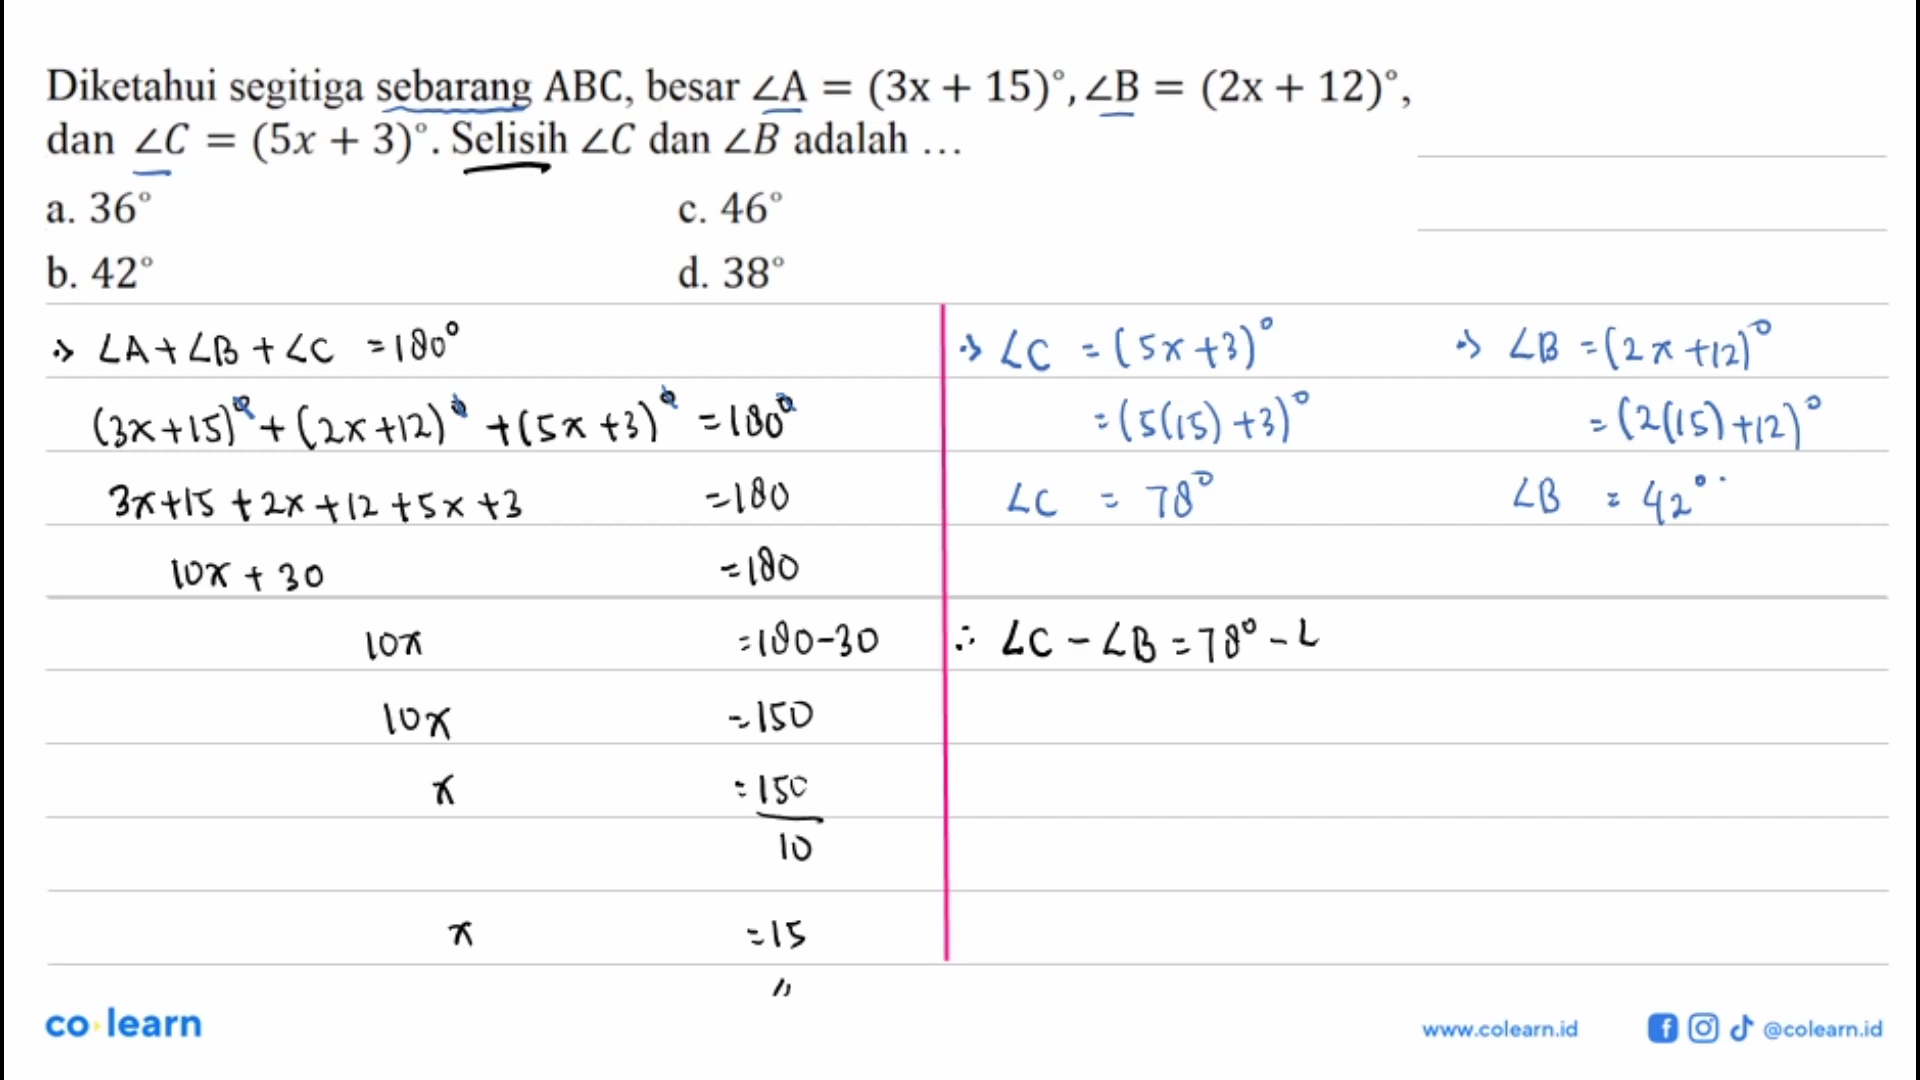 Diketahui segitiga sebarang ABC, besar ∠A = (3x + 15)°, ∠B = (2x + 12)°,
dan ∠C = (5x + 3)°. Selisih ∠C dan ∠B adalah ...
a. 36° c. 46°
b. 42° d. 38°
∠A + ∠B + ∠C = 180°
(3x+15)° + (2x+12)° + (5x+3)° = 180°
3x+15 + 2x+12 + 5x+3 = 180
10x + 30 = 180
10x = 180-30
10x = 150
x = 150/10
x = 15
∠C = (5x+3)°
= (5(15)+3)°
∠C = 78°
∠B = (2x+12)°
= (2(15)+12)°
∠B = 42°
∴ ∠C - ∠B = 78° -
co learn
www.colearn.id @colearn.id